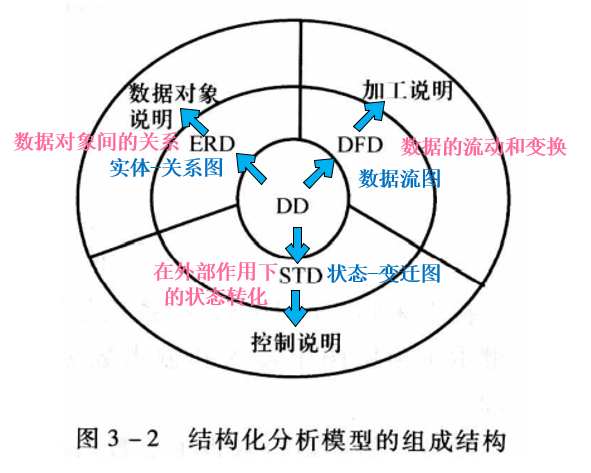 数据对象
说明
加工说明
数据对象间的关系
ERD
DFD
数据的流动和变换
实体-关系图
数据流图
DD
在外部作用下
的状态转化
STD
状态-变迁图
控制说明
图3-2 结构化分析模型的组成结构